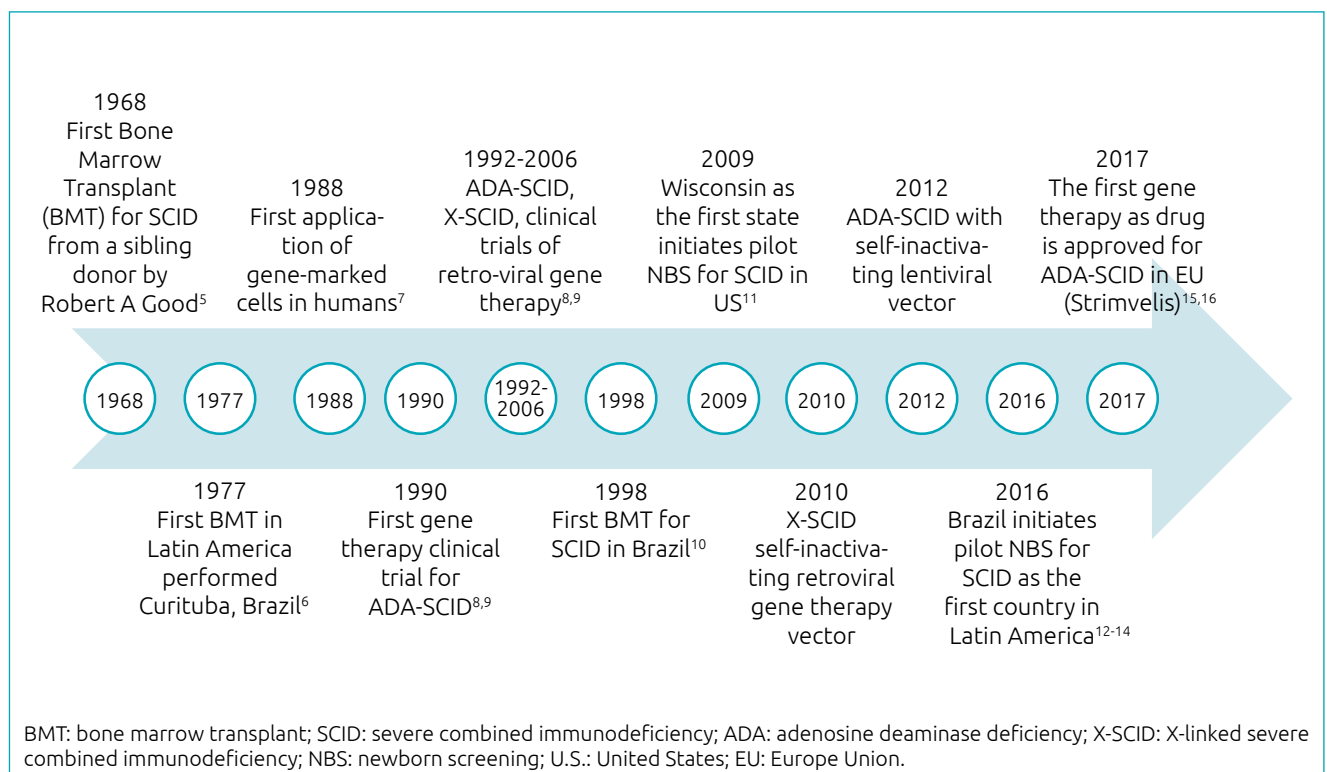 1968
First Bone
Marrow
Transplant
(BMT) for SCID
from a sibling
donor by
Robert A Good⁵
1988
First applica-
tion of
gene-marked
cells in humans⁷
1992-2006
ADA-SCID,
X-SCID, clinical
trials of
retro-viral gene
therapy⁸,⁹
2009
Wisconsin as
the first state
initiates pilot
NBS for SCID in
US¹¹
2012
ADA-SCID with
self-inactiva-
ting lentiviral
vector
2017
The first gene
therapy as drug
is approved for
ADA-SCID in EU
(Strimvelis)¹⁵,¹⁶
1968
1977
1988
1990
1992-
2006
1998
2009
2010
2012
2016
2017
1977
First BMT in
Latin America
performed
Curituba, Brazil⁶
1990
First gene
therapy clinical
trial for
ADA-SCID⁸,⁹
1998
First BMT for
SCID in Brazil¹⁰
2010
X-SCID
self-inactiva-
ting retroviral
gene therapy
vector
2016
Brazil initiates
pilot NBS for
SCID as the
first country in
Latin America¹²⁻¹⁴
BMT: bone marrow transplant; SCID: severe combined immunodeficiency; ADA: adenosine deaminase deficiency; X-SCID: X-linked severe
combined immunodeficiency; NBS: newborn screening; U.S.: United States; EU: Europe Union.